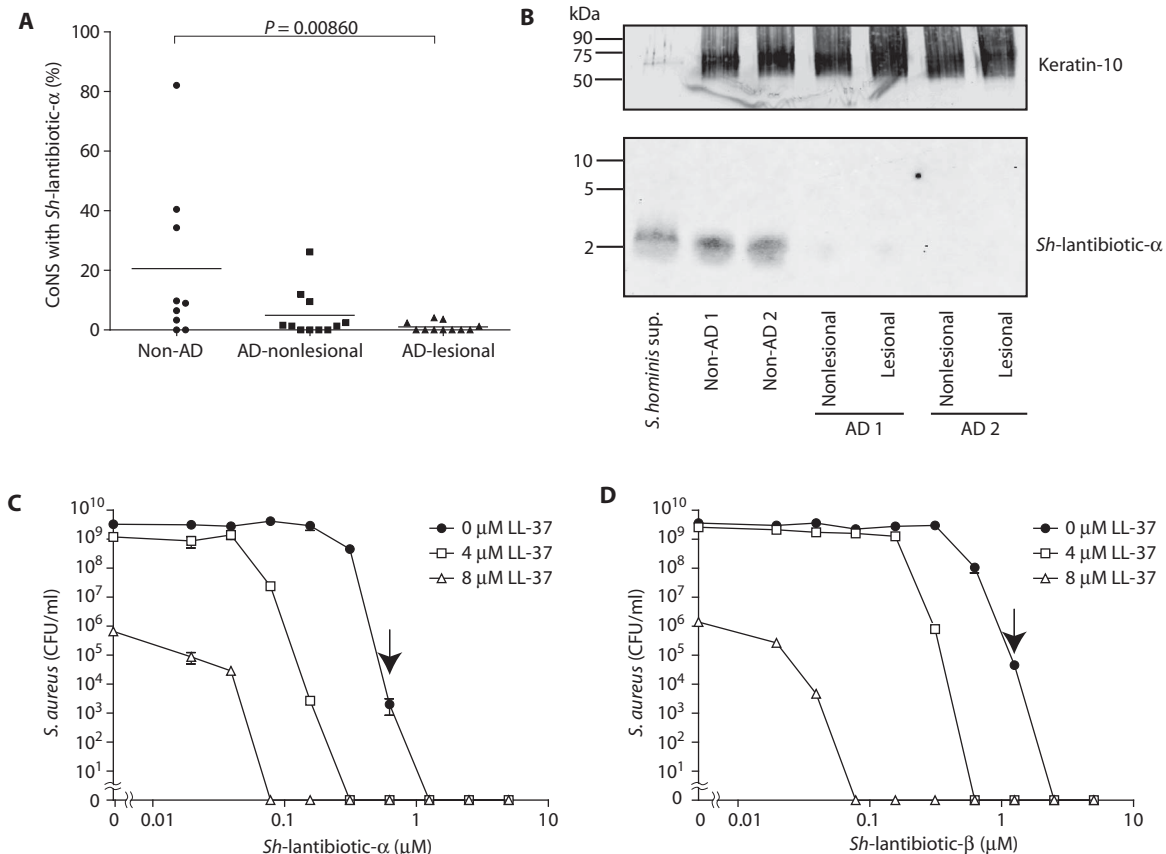 A
P = 0.00860
CoNS with Sh-lantibiotic-α (%)
100
80
60
40
20
0
Non-AD
AD-nonlesional
AD-lesional
B
kDa
90
75
50
Keratin-10
10
5
2
Sh-lantibiotic-α
S. hominis sup.
Non-AD 1
Non-AD 2
Nonlesional
Lesional
Nonlesional
Lesional
AD 1
AD 2
C
S. aureus (CFU/ml)
10^10
10^9
10^8
10^7
10^6
10^5
10^4
10^3
10^2
10^1
0
0 μM LL-37
4 μM LL-37
8 μM LL-37
0 0.01 0.1 1 10
Sh-lantibiotic-α (μM)
D
S. aureus (CFU/ml)
10^10
10^9
10^8
10^7
10^6
10^5
10^4
10^3
10^2
10^1
0
0 μM LL-37
4 μM LL-37
8 μM LL-37
0 0.01 0.1 1 10
Sh-lantibiotic-β (μM)